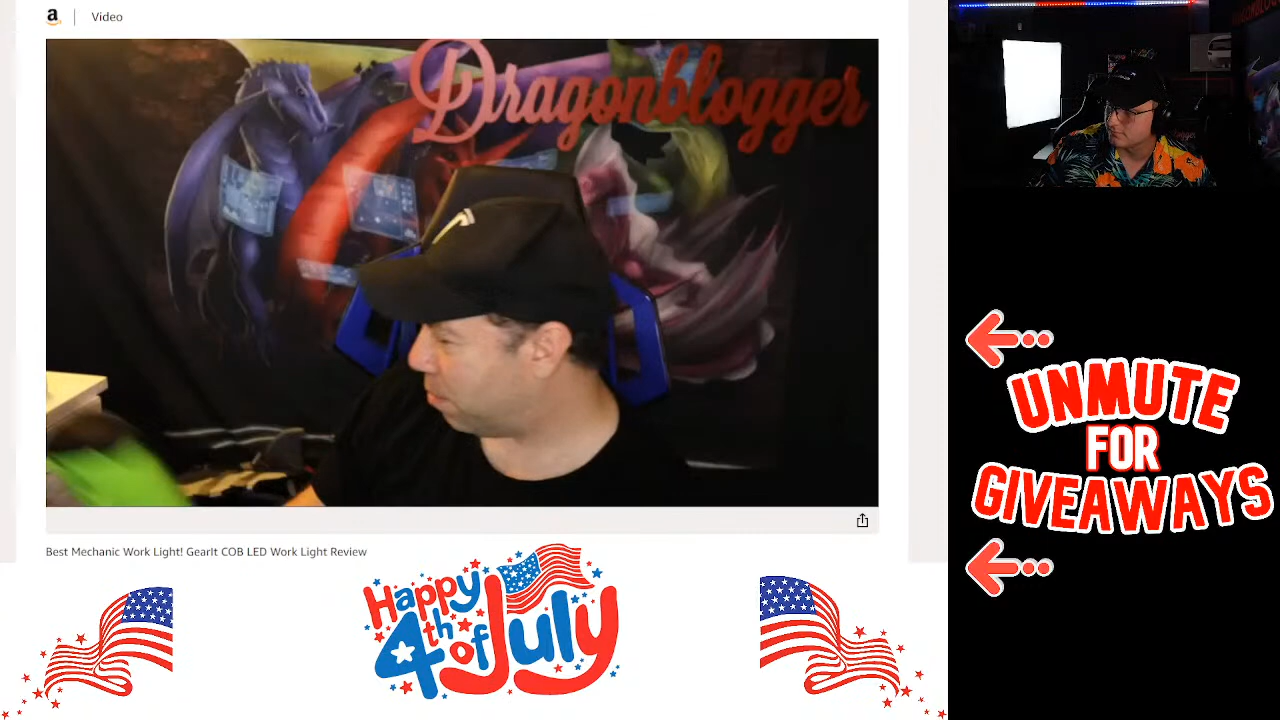 a
Video
Dragonblogger
Best Mechanic Work Light! GearIt COB LED Work Light Review
Happy
4th of July
UNMUTE
FOR
GIVEAWAYS